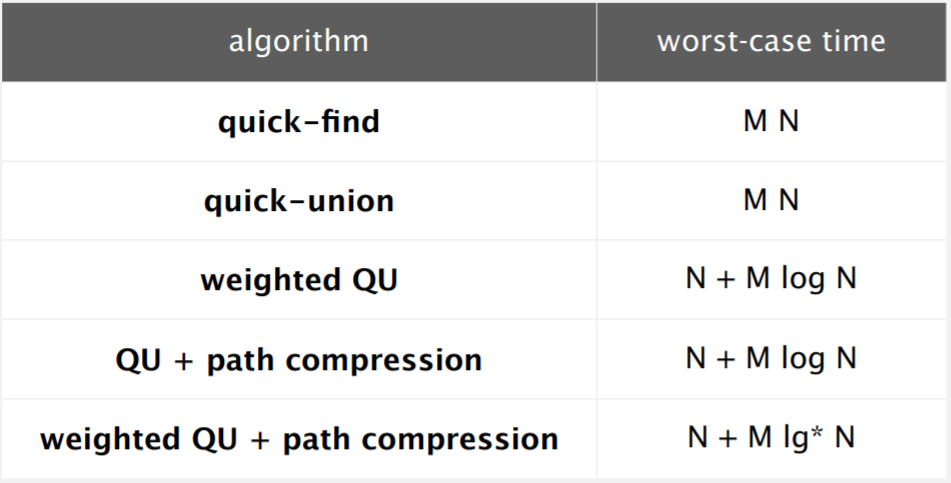 algorithm worst-case time
quick-find M N
quick-union M N
weighted QU N + M log N
QU + path compression N + M log N
weighted QU + path compression N + M lg* N